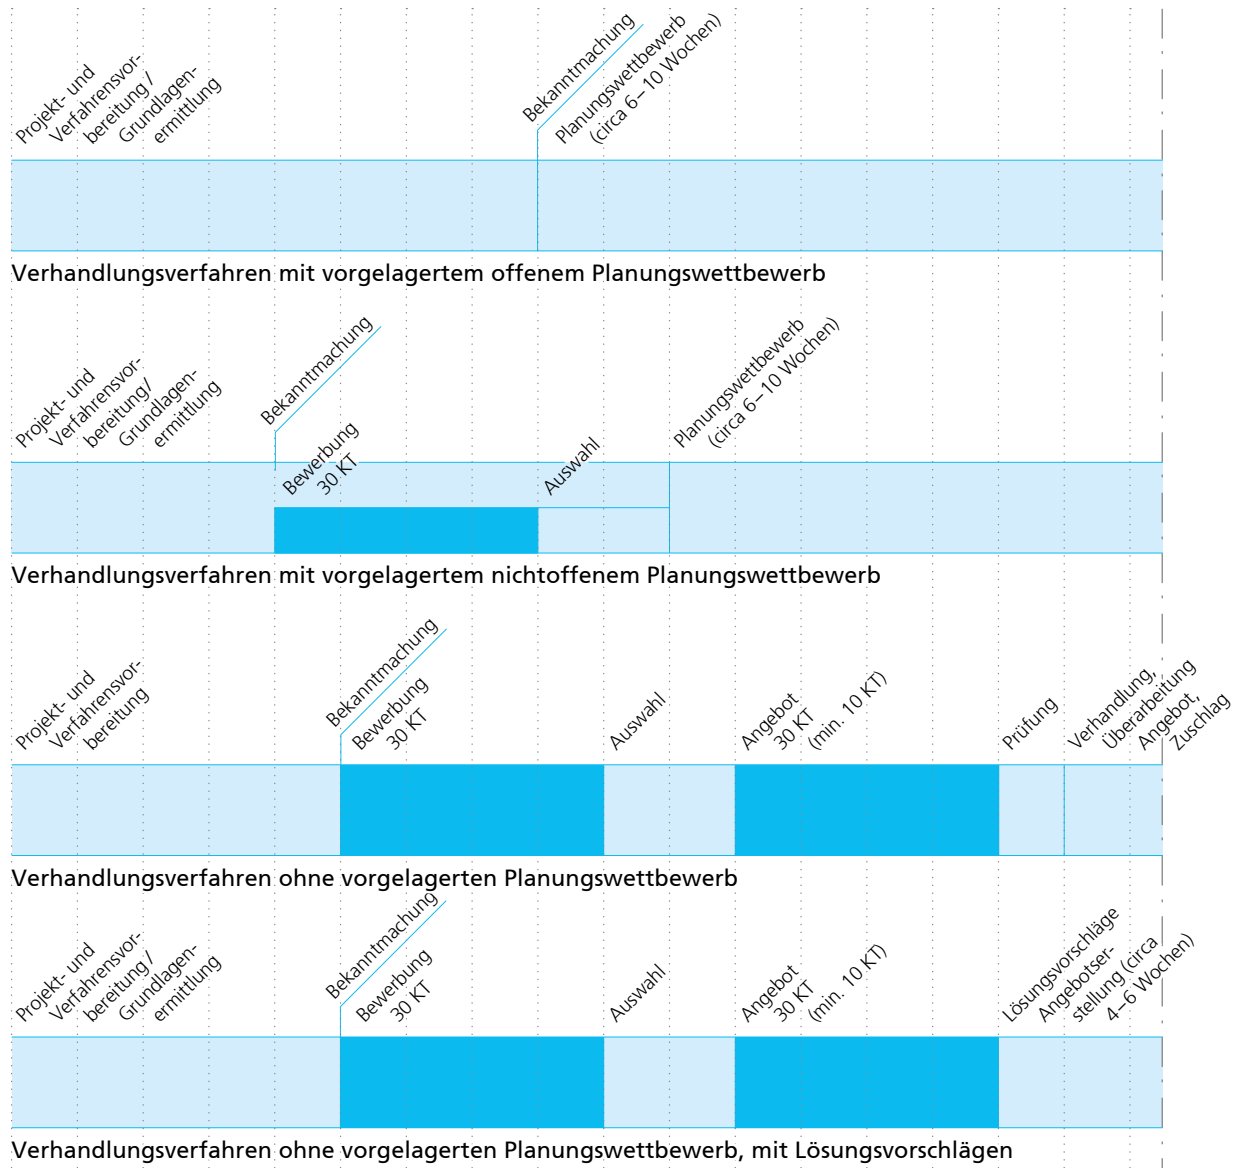 Projekt- und
Verfahrensvor-
bereitung /
Grundlagen-
ermittlung
Bekanntmachung
Planungswettbewerb
(circa 6–10 Wochen)
Verhandlungsverfahren mit vorgelagertem offenem Planungswettbewerb
Projekt- und
Verfahrensvor-
bereitung/
Grundlagen-
ermittlung
Bekanntmachung
Bewerbung
30 KT
Auswahl
Planungswettbewerb
(circa 6–10 Wochen)
Verhandlungsverfahren mit vorgelagertem nichtoffenem Planungswettbewerb
Projekt- und
Verfahrensvor-
bereitung
Bekanntmachung
Bewerbung
30 KT
Auswahl
Angebot
30 KT
(min. 10 KT)
Prüfung
Verhandlung,
Überarbeitung
Angebot,
Zuschlag
Verhandlungsverfahren ohne vorgelagerten Planungswettbewerb
Projekt- und
Verfahrensvor-
bereitung /
Grundlagen-
ermittlung
Bekanntmachung
Bewerbung
30 KT
Auswahl
Angebot
30 KT
(min. 10 KT)
Lösungsvorschläge
Angebotser-
stellung (circa
4–6 Wochen)
Verhandlungsverfahren ohne vorgelagerten Planungswettbewerb, mit Lösungsvorschlägen